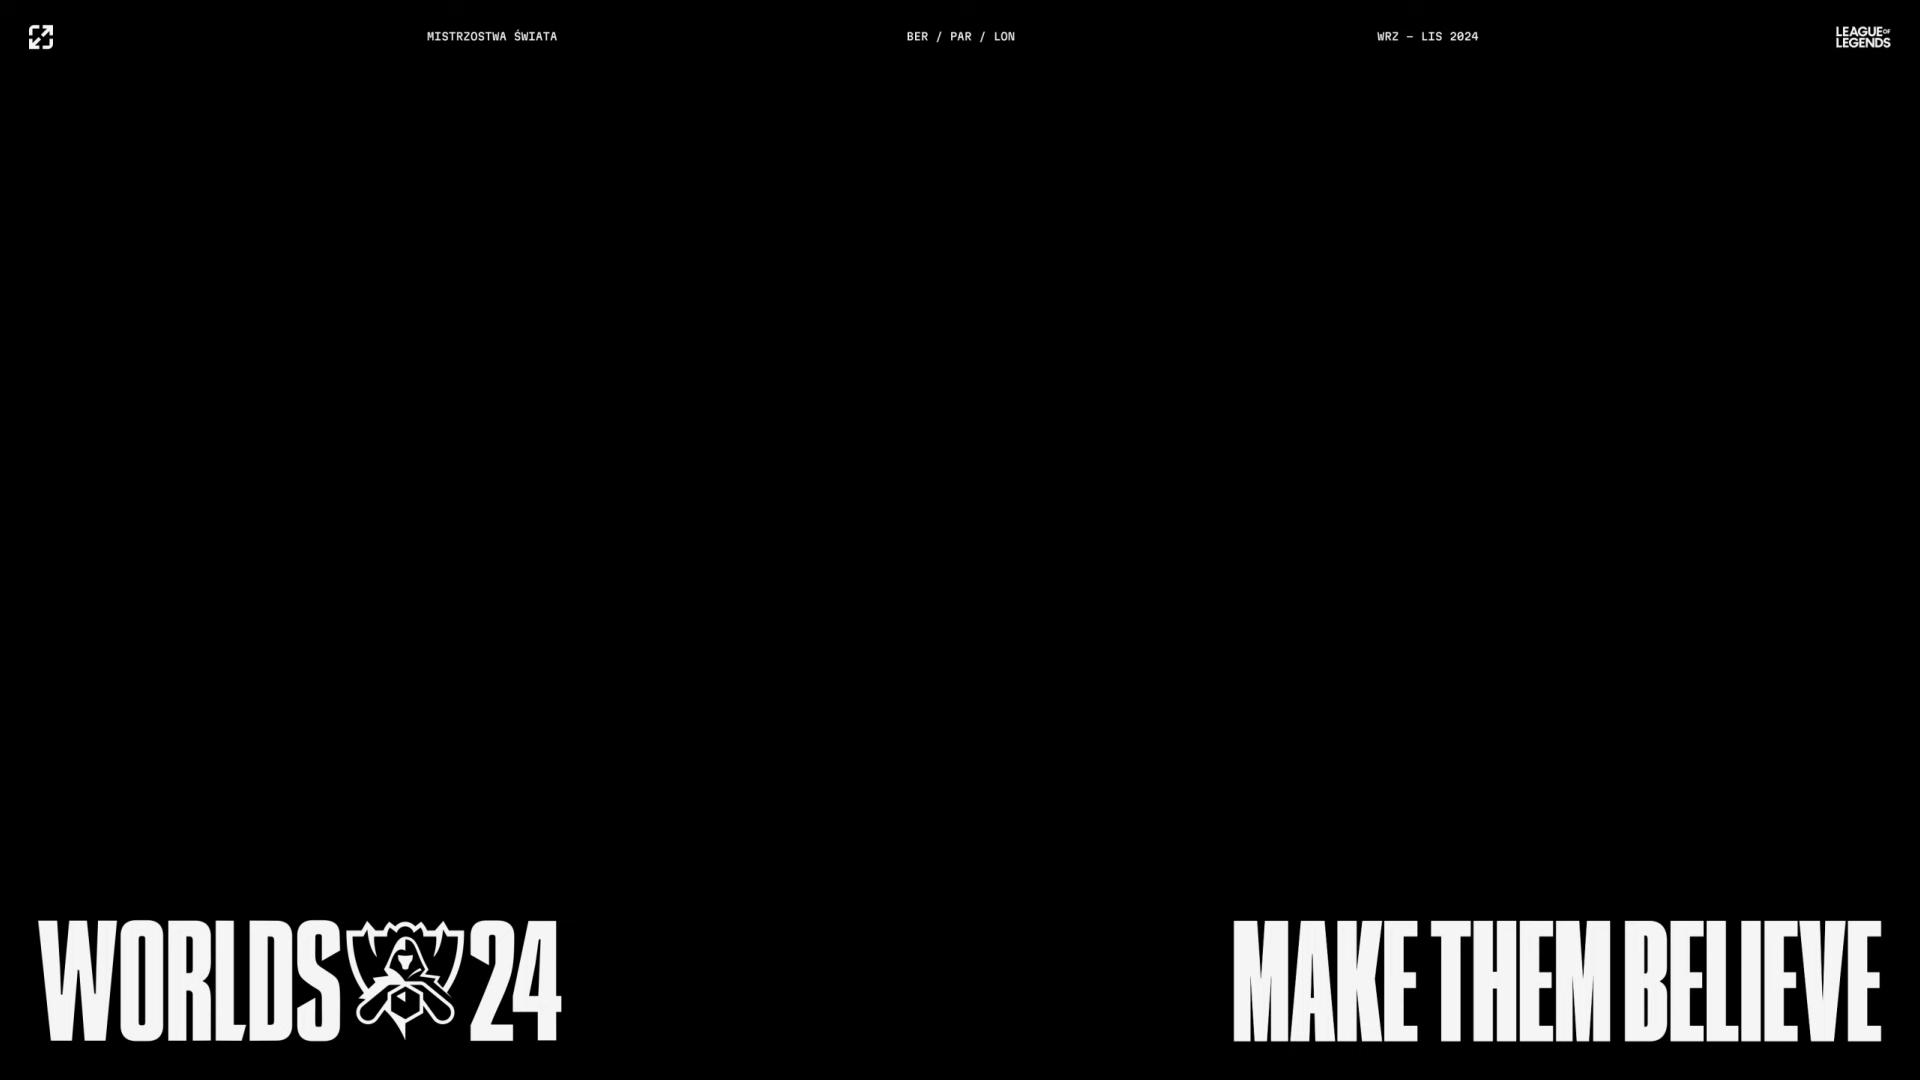 MISTRZOSTWA ŚWIATA
BER / PAR / LON
WRZ – LIS 2024
LEAGUE OF
LEGENDS
WORLDS 24
MAKE THEM BELIEVE